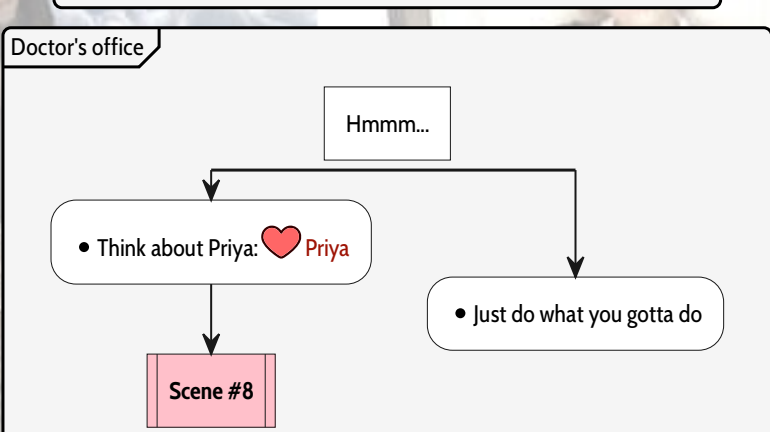 Doctor's office
Hmmm...
• Think about Priya: Priya
• Just do what you gotta do
Scene #8